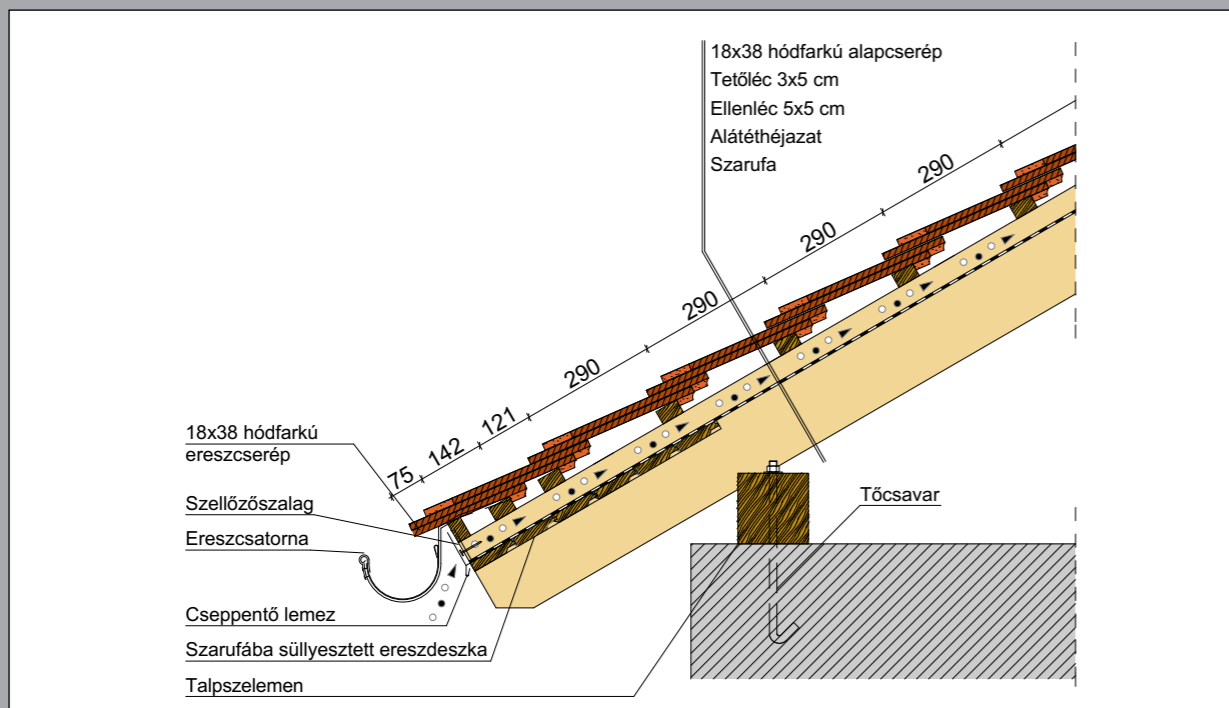 18x38 hódfarkú alapcserép
Tetőléc 3x5 cm
Ellenléc 5x5 cm
Alátéthéjazat
Szarufa
290
290
290
290
121
142
75
18x38 hódfarkú
ereszcserép
Szellőzőszalag
Ereszcsatorna
Tőcsavar
Cseppentő lemez
Szarufába süllyesztett ereszdeszka
Talpszelemen